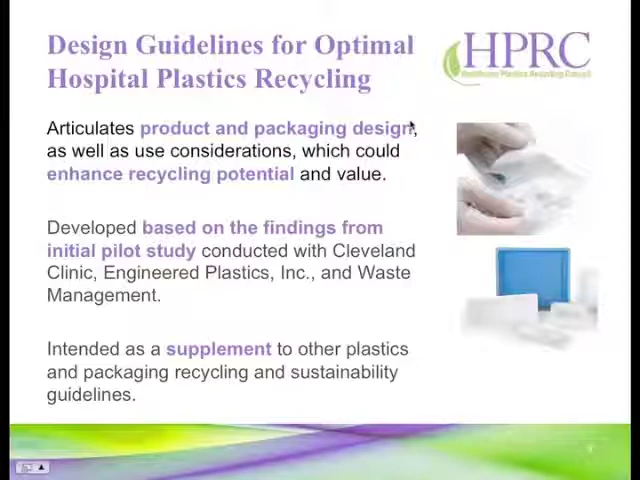 Design Guidelines for Optimal
Hospital Plastics Recycling
HPRC
Healthcare Plastics Recycling Council
Articulates product and packaging design,
as well as use considerations, which could
enhance recycling potential and value.
Developed based on the findings from
initial pilot study conducted with Cleveland
Clinic, Engineered Plastics, Inc., and Waste
Management.
Intended as a supplement to other plastics
and packaging recycling and sustainability
guidelines.